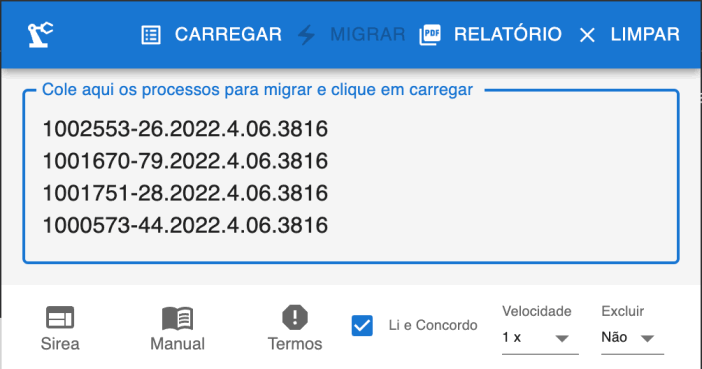 CARREGAR MIGRAR PDF RELATÓRIO LIMPAR
Cole aqui os processos para migrar e clique em carregar
1002553-26.2022.4.06.3816
1001670-79.2022.4.06.3816
1001751-28.2022.4.06.3816
1000573-44.2022.4.06.3816
Velocidade Excluir
Li e Concordo
1 x Não
Sirea Manual Termos